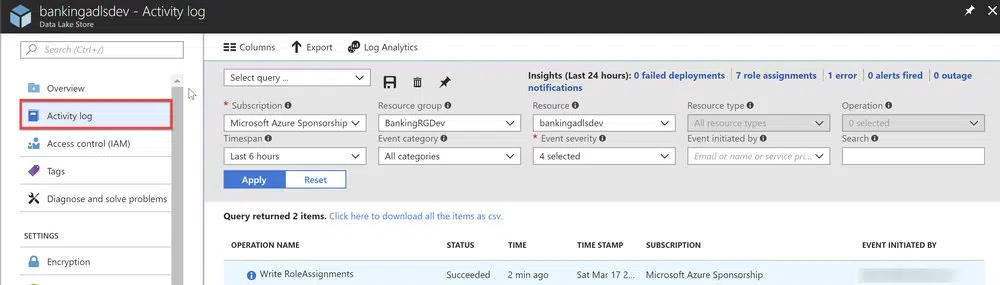 bankingadlsdev - Activity log
Data Lake Store
Search (Ctrl+/)
Overview
Activity log
Access control (IAM)
Tags
Diagnose and solve problems
SETTINGS
Encryption
Columns Export Log Analytics
Select query ...
Insights (Last 24 hours): 0 failed deployments | 7 role assignments | 1 error | 0 alerts fired | 0 outage
notifications
* Subscription Resource group Resource Resource type Operation
Microsoft Azure Sponsorship BankingRGDev bankingadlsdev All resource types 0 selected
Timespan Event category * Event severity Event initiated by Search
Last 6 hours All categories 4 selected Email or name or service pri...
Apply Reset
Query returned 2 items. Click here to download all the items as csv.
OPERATION NAME STATUS TIME TIME STAMP SUBSCRIPTION EVENT INITIATED BY
Write RoleAssignments Succeeded 2 min ago Sat Mar 17 2... Microsoft Azure Sponsorship